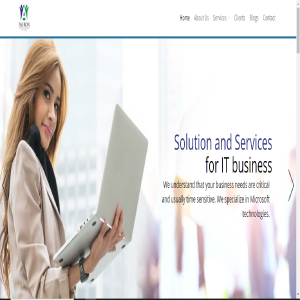 Home About Us Services Clients Blogs Contact
Solution and Services
for IT business
We understand that your business needs are critical
and usually time sensitive. We specialize in Microsoft
technologies.